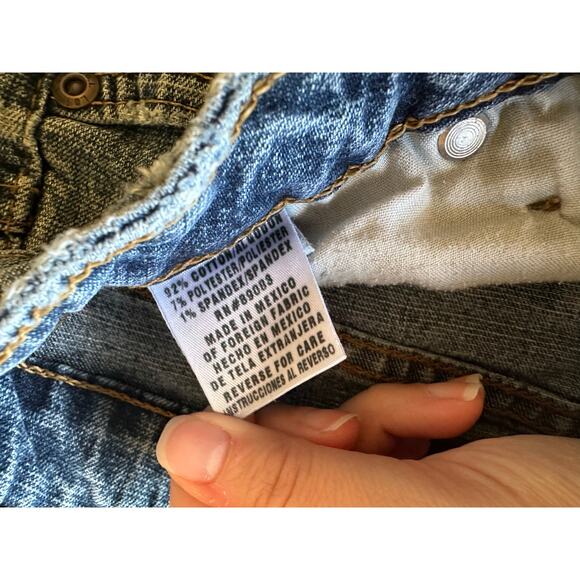 92% COTTON/ALGODON
7% POLYESTER/POLIESTER
1% SPANDEX/SPANDEX
RN#89003
MADE IN MEXICO
OF FOREIGN FABRIC
HECHO EN MEXICO
DE TELA EXTRANJERA
REVERSE FOR CARE
INSTRUCCIONES AL REVERSO